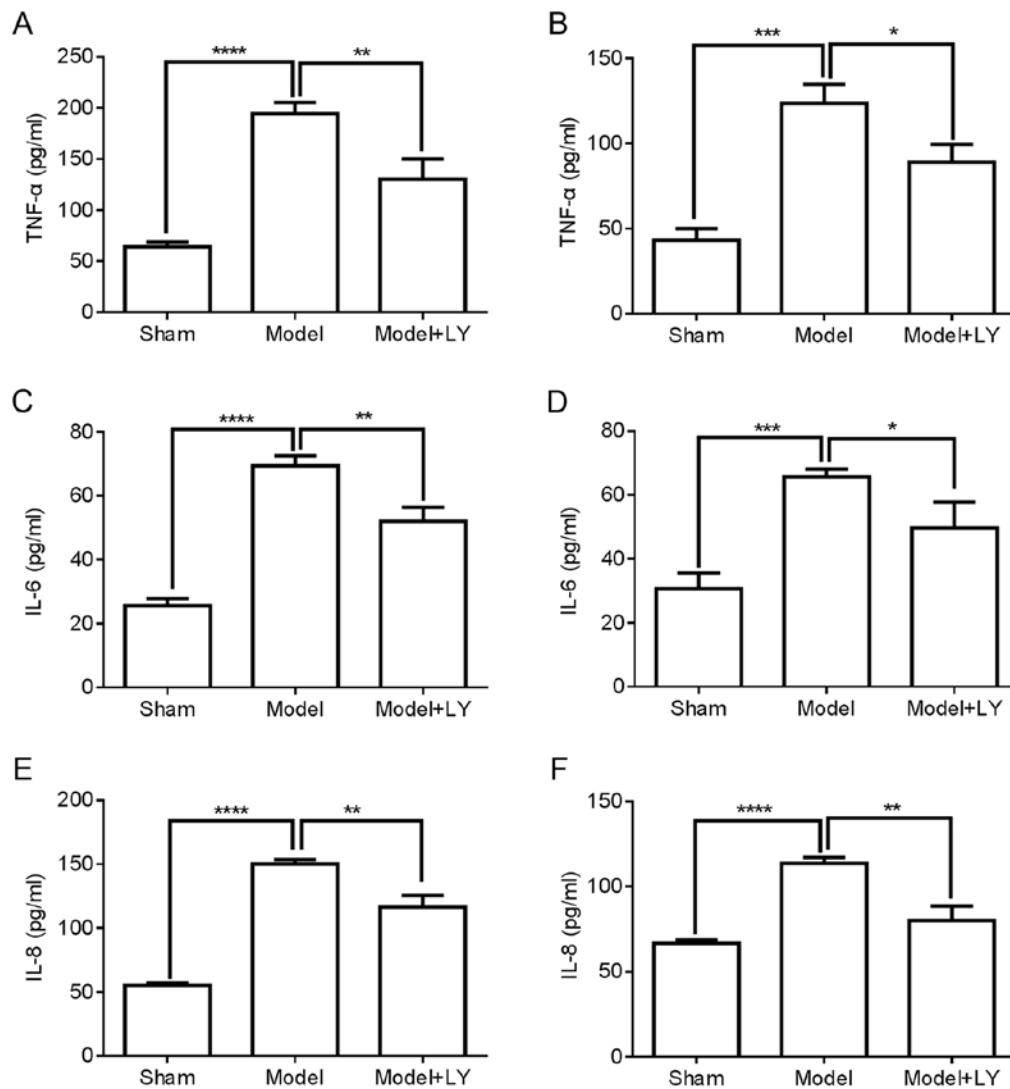 A
TNF-α (pg/ml)
250
200
150
100
50
0
****
**
Sham Model Model+LY
B
TNF-α (pg/ml)
150
100
50
0
***
*
Sham Model Model+LY
C
IL-6 (pg/ml)
80
60
40
20
0
****
**
Sham Model Model+LY
D
IL-6 (pg/ml)
80
60
40
20
0
***
*
Sham Model Model+LY
E
IL-8 (pg/ml)
200
150
100
50
0
****
**
Sham Model Model+LY
F
IL-8 (pg/ml)
150
100
50
0
****
**
Sham Model Model+LY